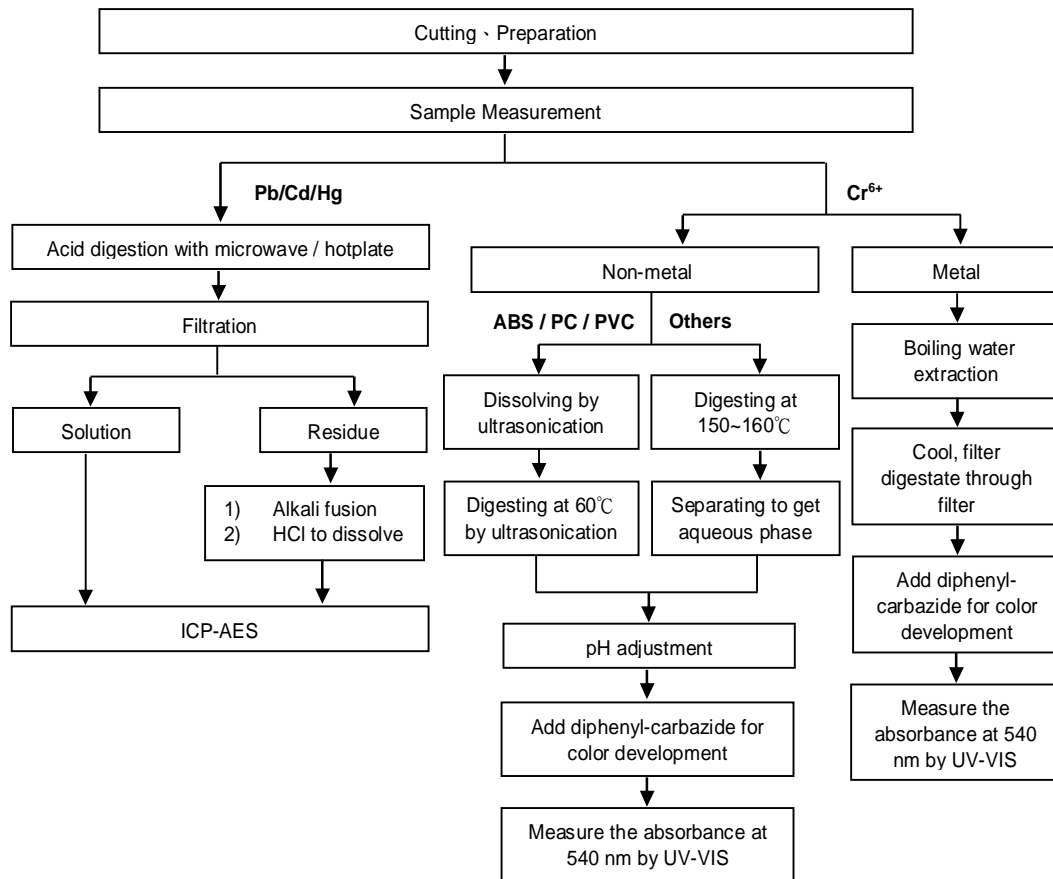 Cutting、Preparation
Sample Measurement
Pb/Cd/Hg
Cr⁶⁺
Acid digestion with microwave / hotplate
Filtration
Solution
Residue
1) Alkali fusion
2) HCl to dissolve
ICP-AES
Non-metal
ABS / PC / PVC
Others
Dissolving by
ultrasonication
Digesting at 60℃
by ultrasonication
Digesting at
150~160℃
Separating to get
aqueous phase
pH adjustment
Add diphenyl-carbazide for
color development
Measure the absorbance at
540 nm by UV-VIS
Metal
Boiling water
extraction
Cool, filter
digestate through
filter
Add diphenyl-
carbazide for color
development
Measure the
absorbance at 540
nm by UV-VIS